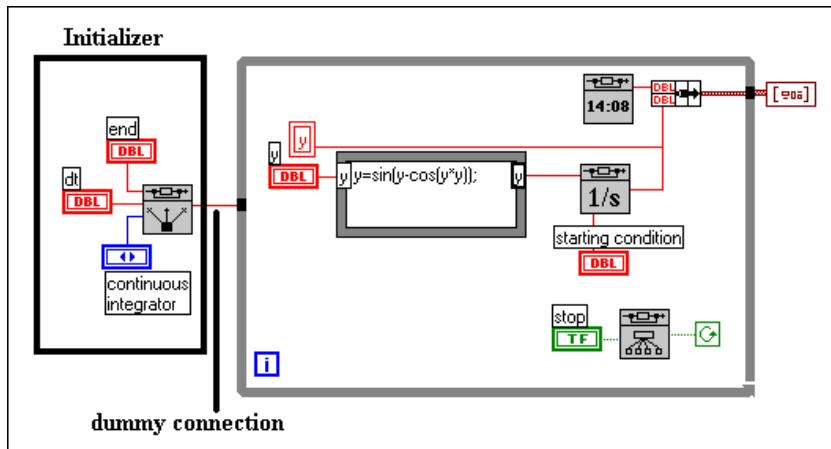 Initializer
end
DBL
dt
DBL
continuous
integrator
dummy connection
i
y
DBL
y
y
y=sin(y-cos(y*y));
y
1/s
starting condition
DBL
14:08
DBL
DBL
stop
TF